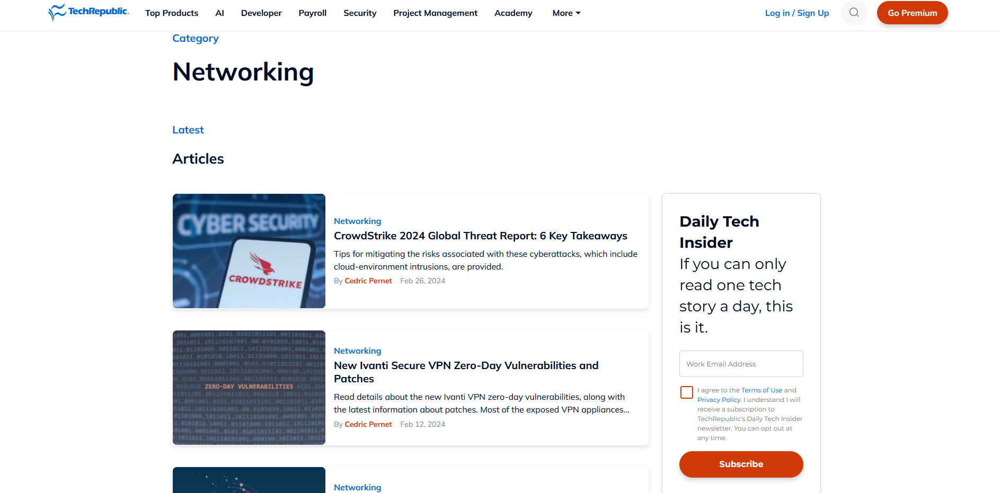 TechRepublic.
Top Products
AI
Developer
Payroll
Security
Project Management
Academy
More
Log in / Sign Up
Go Premium
Category
Networking
Latest
Articles
CYBER SECURITY
CROWDSTRIKE
Networking
CrowdStrike 2024 Global Threat Report: 6 Key Takeaways
Tips for mitigating the risks associated with these cyberattacks, which include
cloud-environment intrusions, are provided.
By Cedric Pernet Feb 26, 2024
ZERO-DAY VULNERABILITIES
Networking
New Ivanti Secure VPN Zero-Day Vulnerabilities and
Patches
Read details about the new Ivanti VPN zero-day vulnerabilities, along with
the latest information about patches. Most of the exposed VPN appliances...
By Cedric Pernet Feb 12, 2024
Networking
Daily Tech
Insider
If you can only
read one tech
story a day, this
is it.
Work Email Address
I agree to the Terms of Use and
Privacy Policy. I understand I will
receive a subscription to
TechRepublic's Daily Tech Insider
newsletter. You can opt out at
any time.
Subscribe